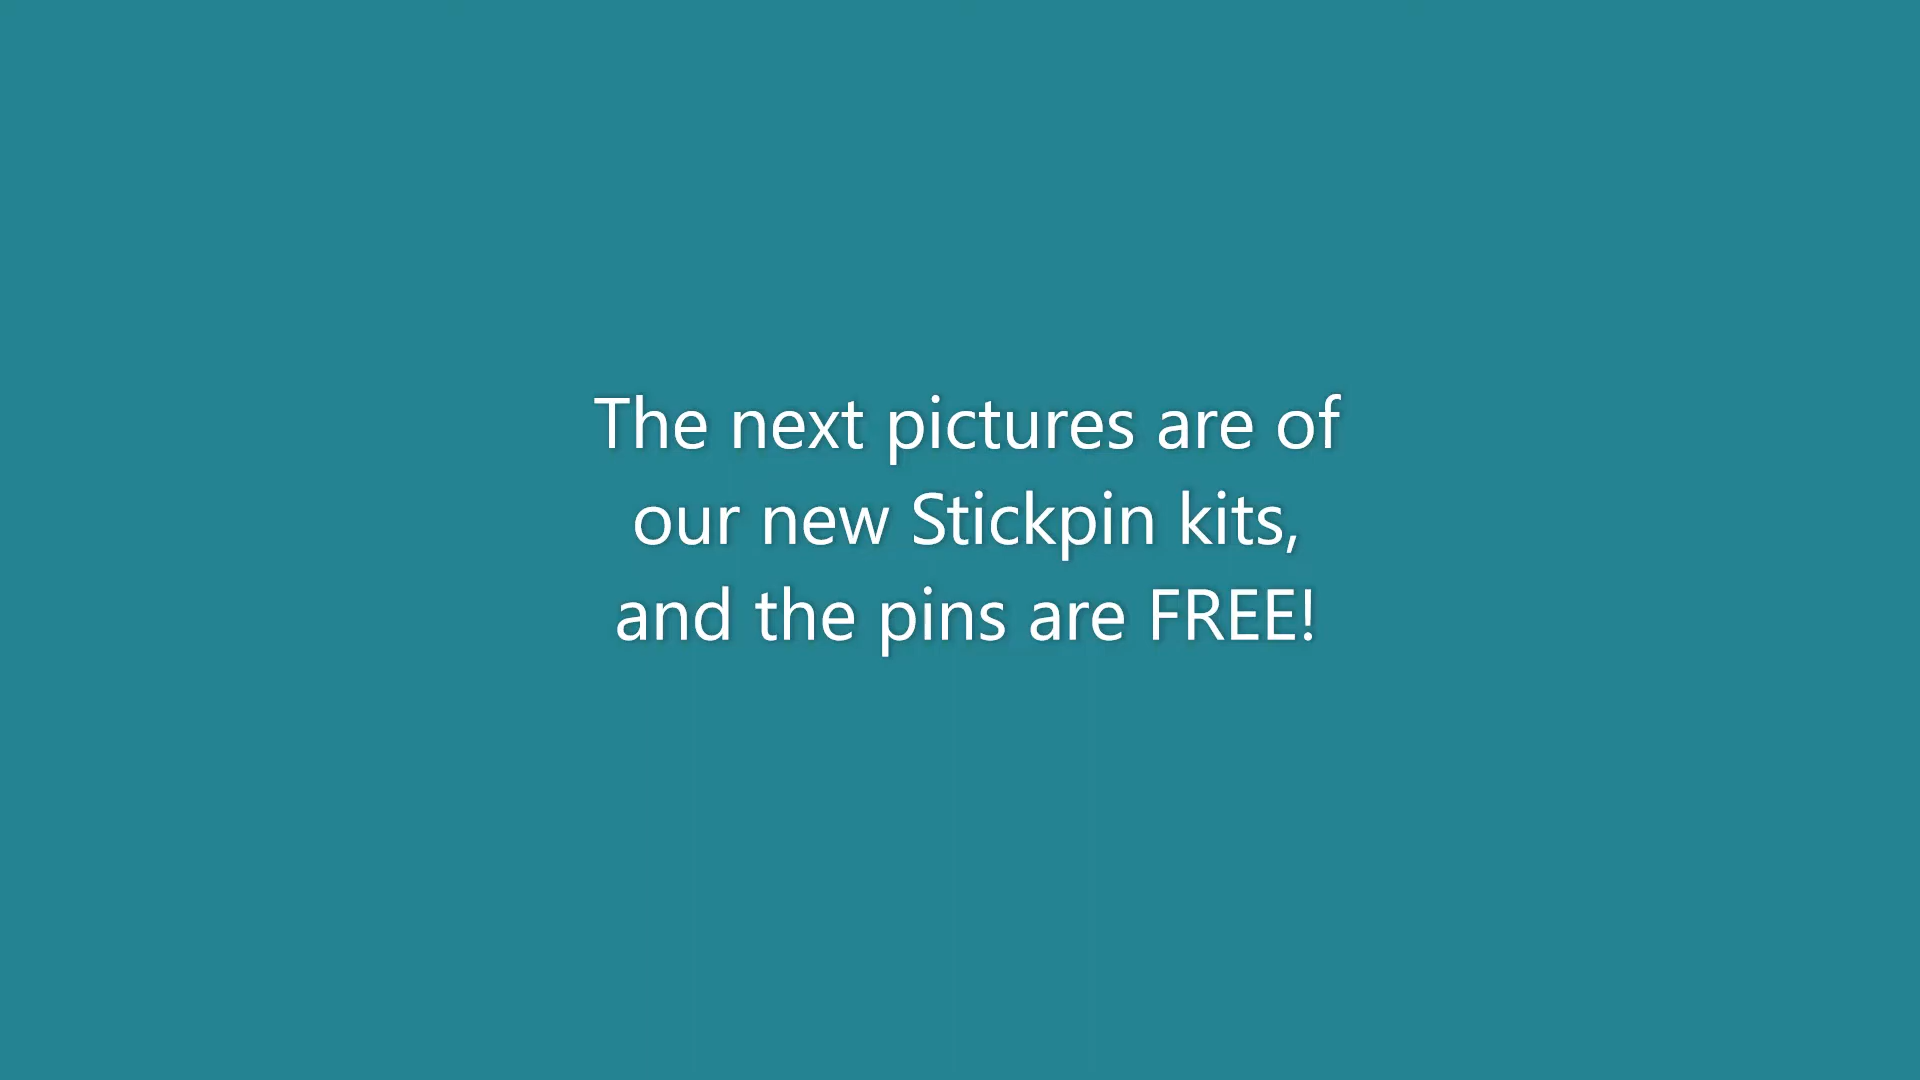 The next pictures are of
our new Stickpin kits,
and the pins are FREE!